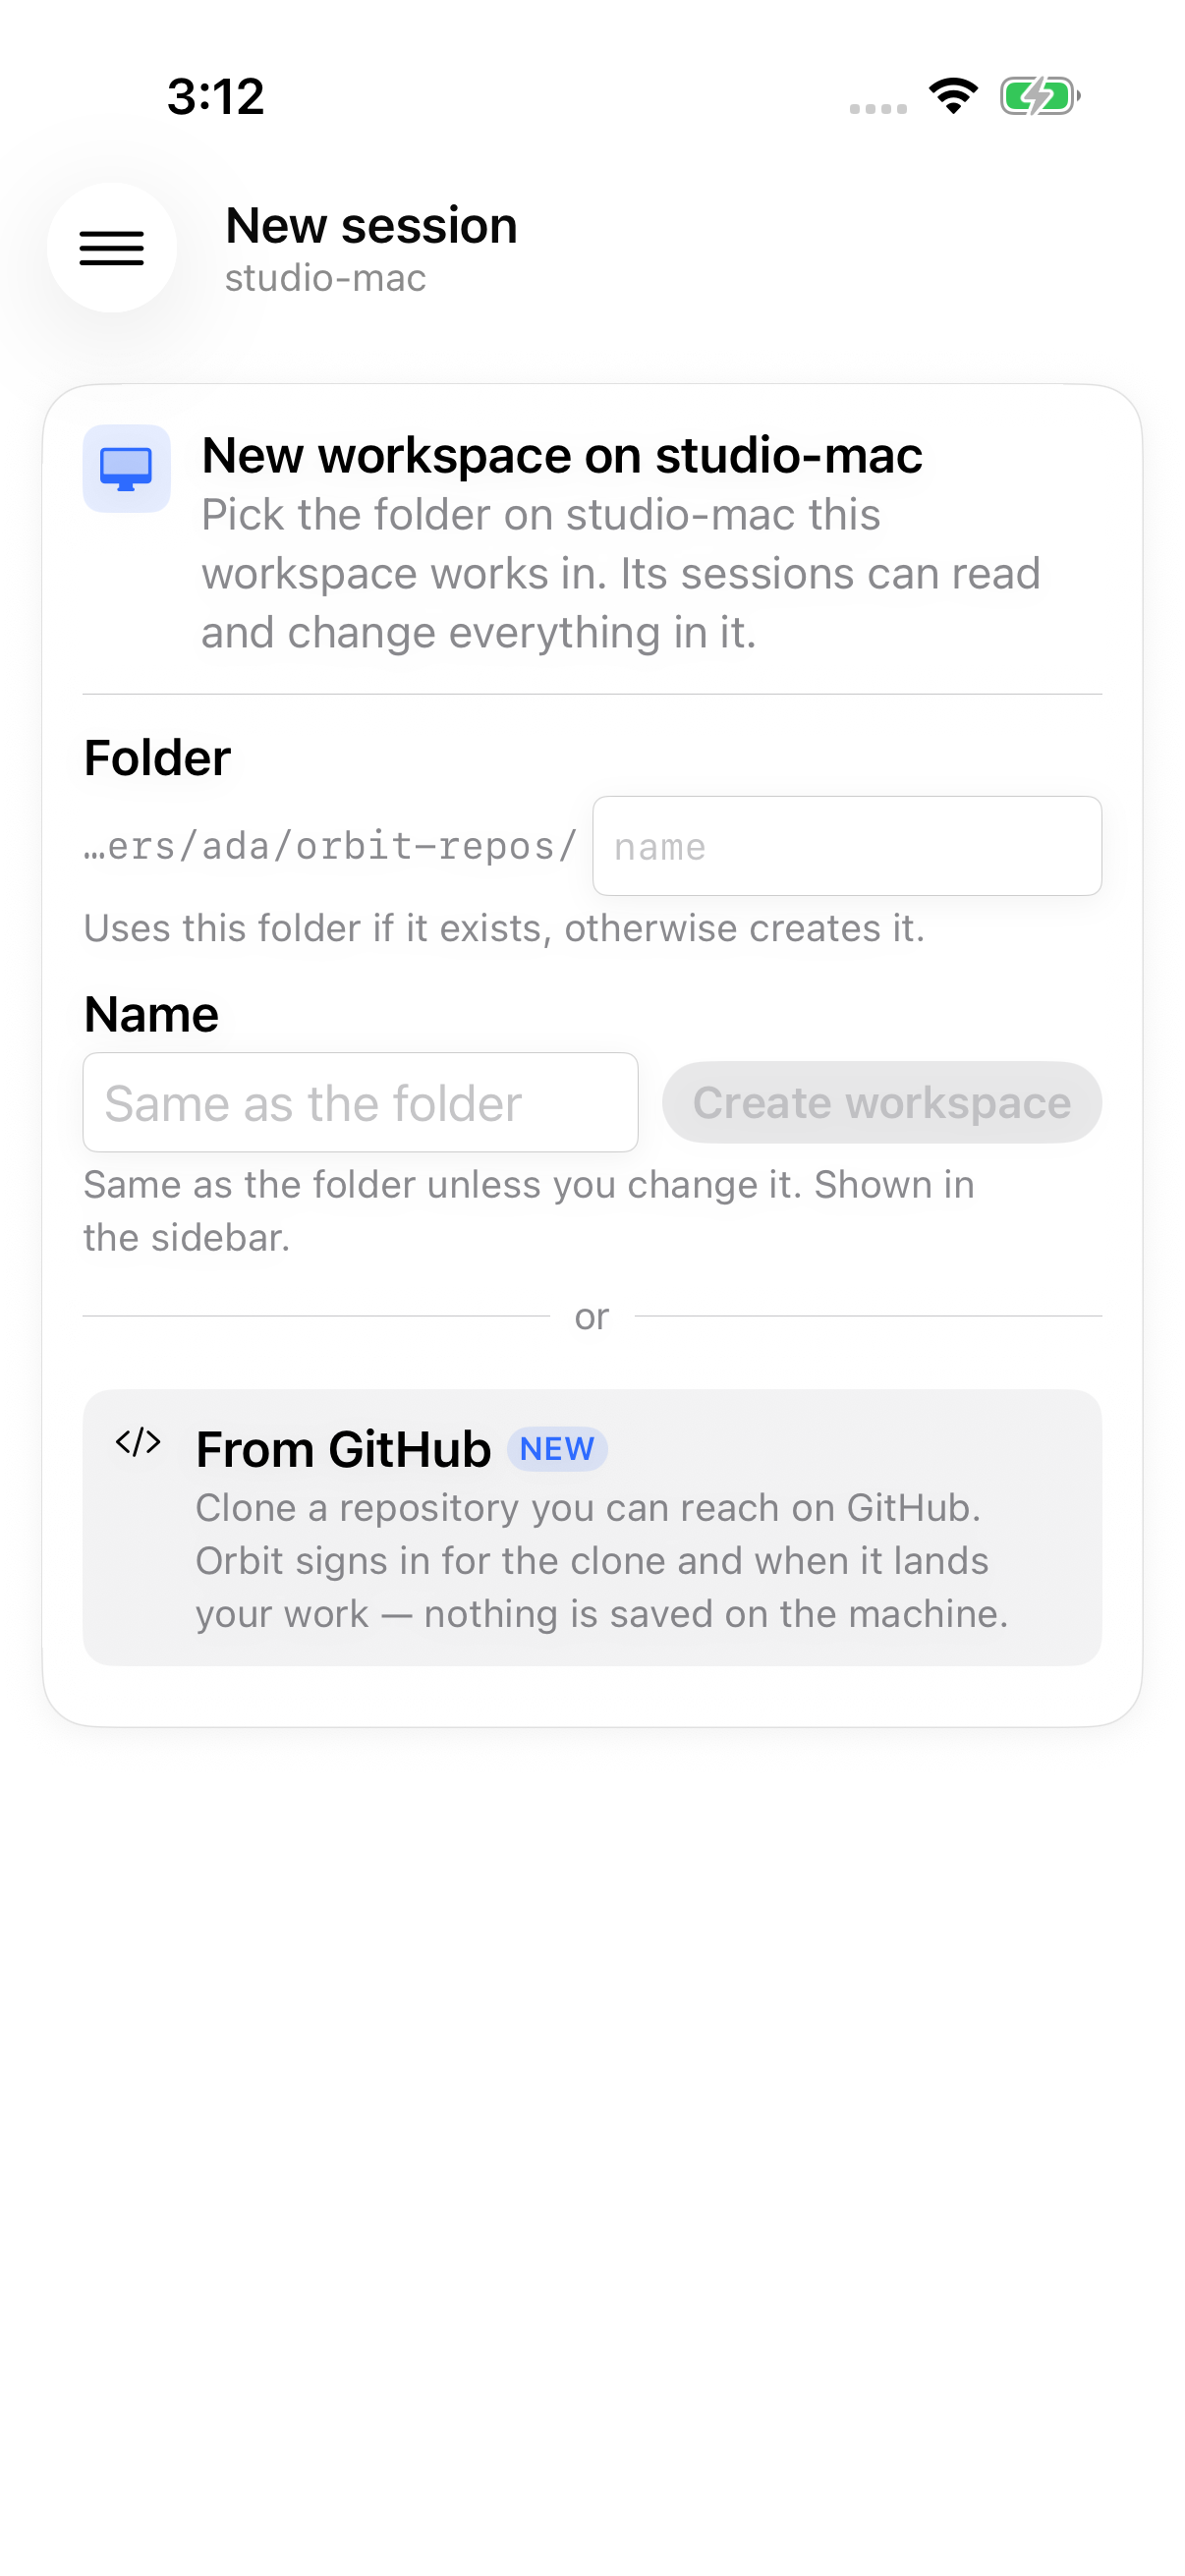 3:12
New session
studio-mac
New workspace on studio-mac
Pick the folder on studio-mac this
workspace works in. Its sessions can read
and change everything in it.
Folder
…ers/ada/orbit-repos/ name
Uses this folder if it exists, otherwise creates it.
Name
Same as the folder Create workspace
Same as the folder unless you change it. Shown in
the sidebar.
or
</> From GitHub NEW
Clone a repository you can reach on GitHub.
Orbit signs in for the clone and when it lands
your work — nothing is saved on the machine.